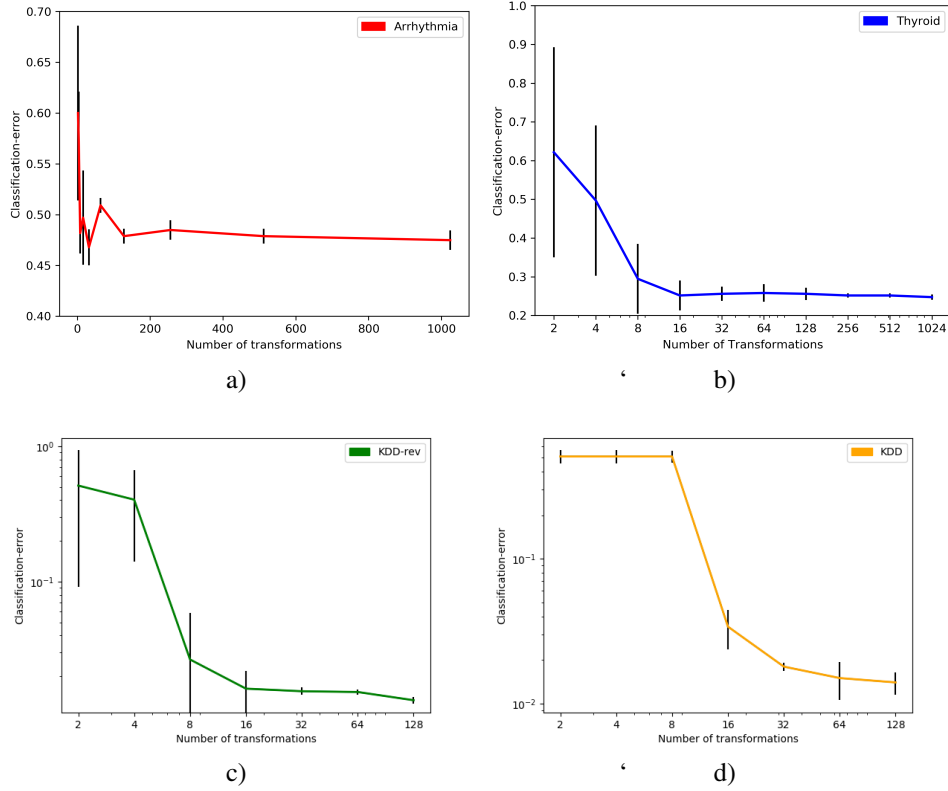 0.70
0.65
0.60
0.55
0.50
0.45
0.40
Classification-error
Arrhythmia
0 200 400 600 800 1000
Number of transformations
a)
1.0
0.9
0.8
0.7
0.6
0.5
0.4
0.3
0.2
Classification-error
Thyroid
2 4 8 16 32 64 128 256 512 1024
Number of Transformations
‘ b)
10⁰
10⁻¹
Classification-error
KDD-rev
2 4 8 16 32 64 128
Number of transformations
c)
10⁻¹
10⁻²
Classification-error
KDD
2 4 8 16 32 64 128
Number of transformations
‘ d)